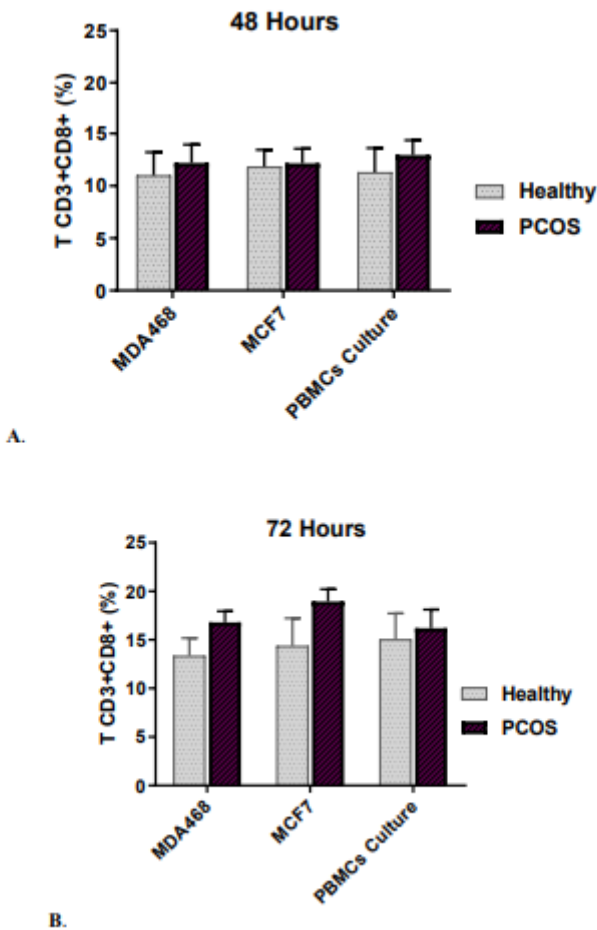 48 Hours
T CD3+CD8+ (%)
25
20
15
10
5
0
MDA468
MCF7
PBMCs Culture
Healthy
PCOS
A.
72 Hours
T CD3+CD8+ (%)
25
20
15
10
5
0
MDA468
MCF7
PBMCs Culture
Healthy
PCOS
B.